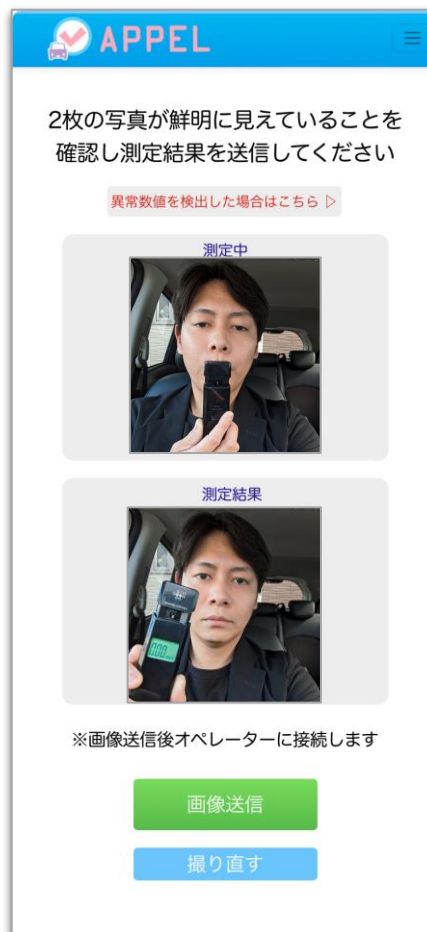 APPEL
2枚の写真が鮮明に見えていることを
確認し測定結果を送信してください
異常数値を検出した場合はこちら ▷
測定中
測定結果
※画像送信後オペレーターに接続します
画像送信
撮り直す